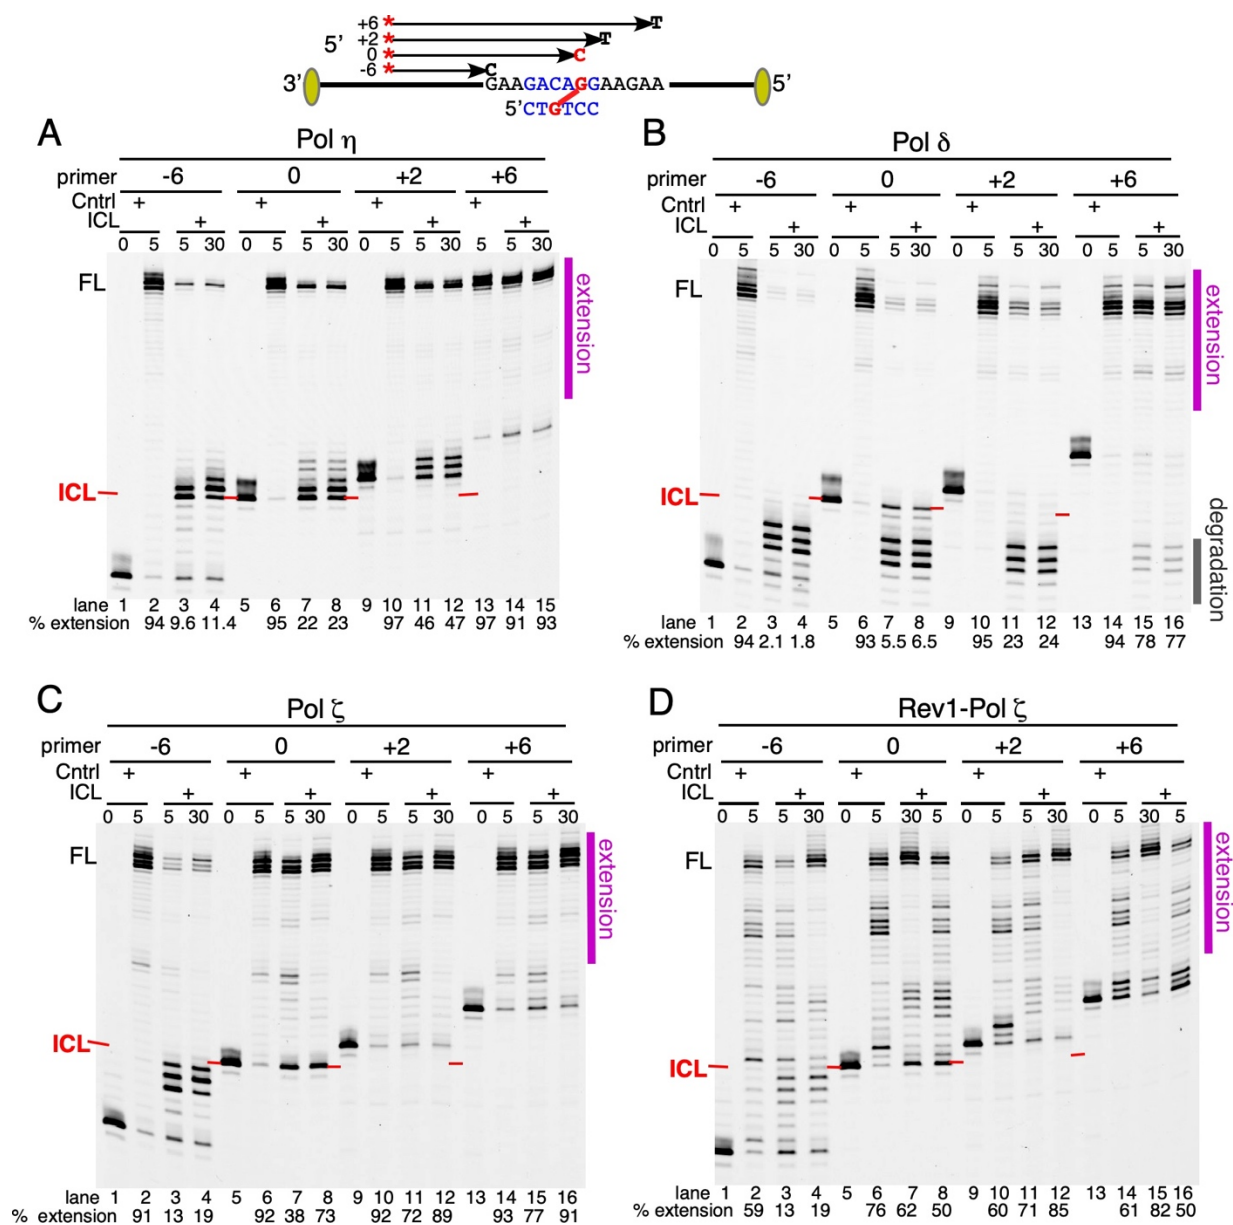 +6 * T
5' +2 * T
0 * C
-6 * C
3' GAAGACAGGAAGAA 5'
5'CTGTCC
A
Pol η
primer -6 0 +2 +6
Cntrl + + + +
ICL + + + +
0 5 5 30 0 5 5 30 0 5 5 30 5 5 30
FL
extension
ICL
lane 1 2 3 4 5 6 7 8 9 10 11 12 13 14 15
% extension 94 9.6 11.4 95 22 23 97 46 47 97 91 93
B
Pol δ
primer -6 0 +2 +6
Cntrl + + + +
ICL + + + +
0 5 5 30 0 5 5 30 0 5 5 30 0 5 5 30
FL
extension
ICL
degradation
lane 1 2 3 4 5 6 7 8 9 10 11 12 13 14 15 16
% extension 94 2.1 1.8 93 5.5 6.5 95 23 24 94 78 77
C
Pol ζ
primer -6 0 +2 +6
Cntrl + + + +
ICL + + + +
0 5 5 30 0 5 5 30 0 5 5 30 0 5 5 30
FL
extension
ICL
lane 1 2 3 4 5 6 7 8 9 10 11 12 13 14 15 16
% extension 91 13 19 92 38 73 92 72 89 93 77 91
D
Rev1-Pol ζ
primer -6 0 +2 +6
Cntrl + + + +
ICL + + + +
0 5 5 30 0 5 30 5 0 5 5 30 0 5 30 5
FL
extension
ICL
lane 1 2 3 4 5 6 7 8 9 10 11 12 13 14 15 16
% extension 59 13 19 76 62 50 60 71 85 61 82 50